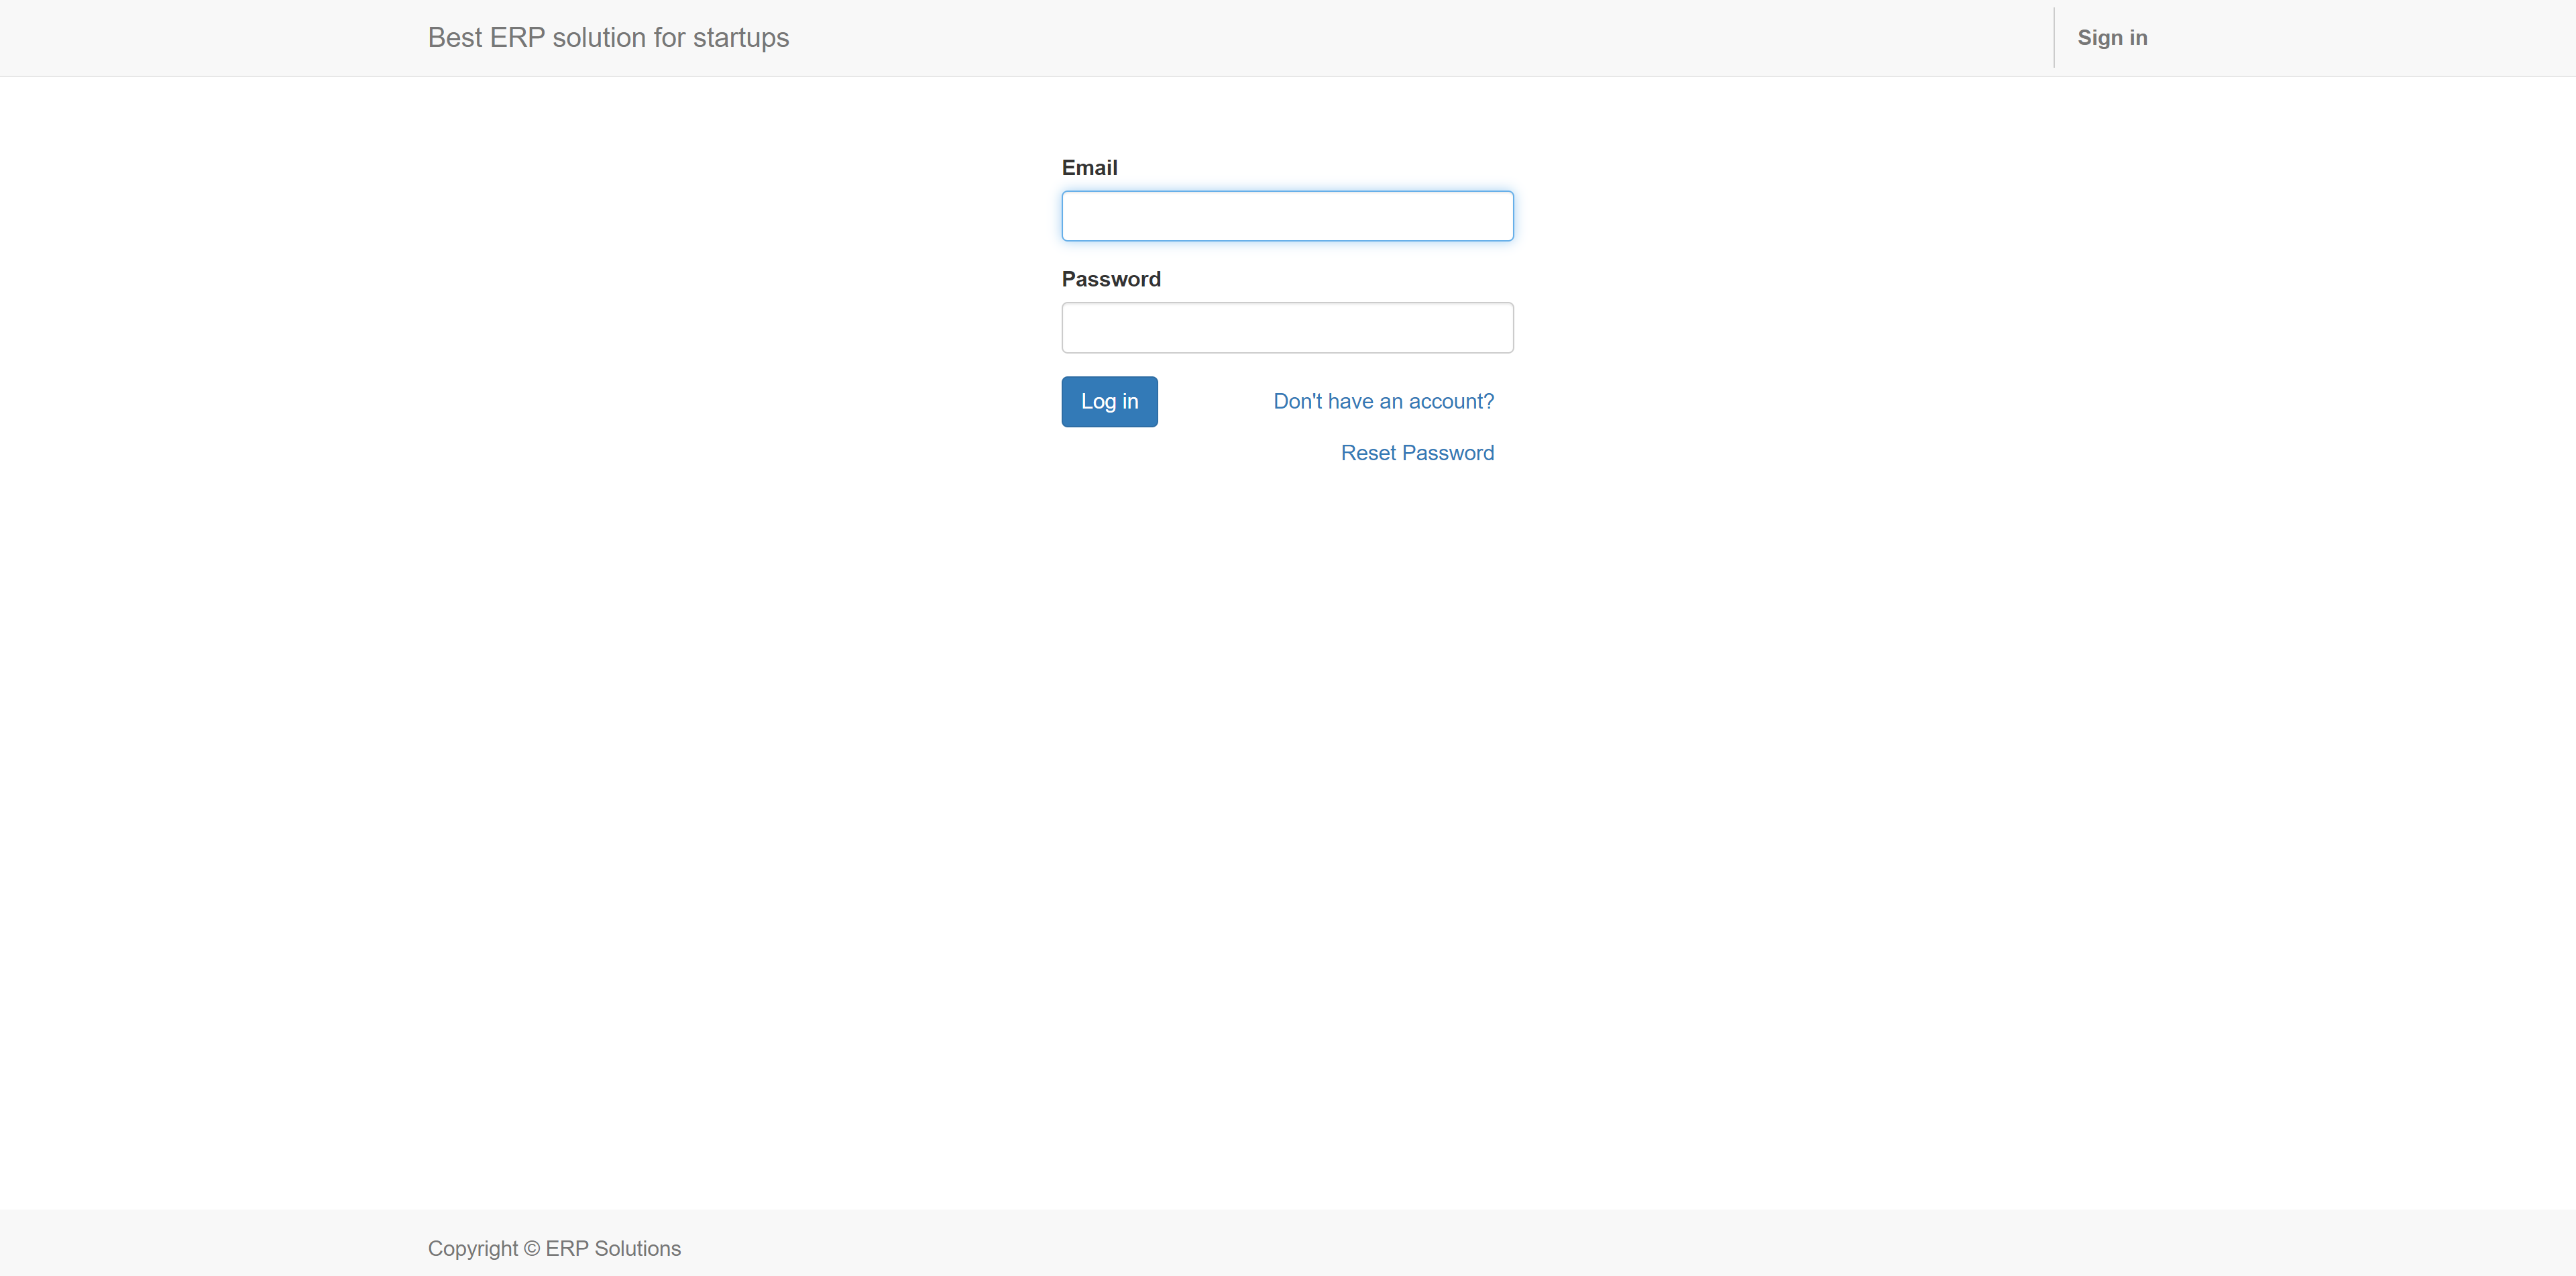 Best ERP solution for startups
Sign in
Email
Password
Log in
Don't have an account?
Reset Password
Copyright © ERP Solutions